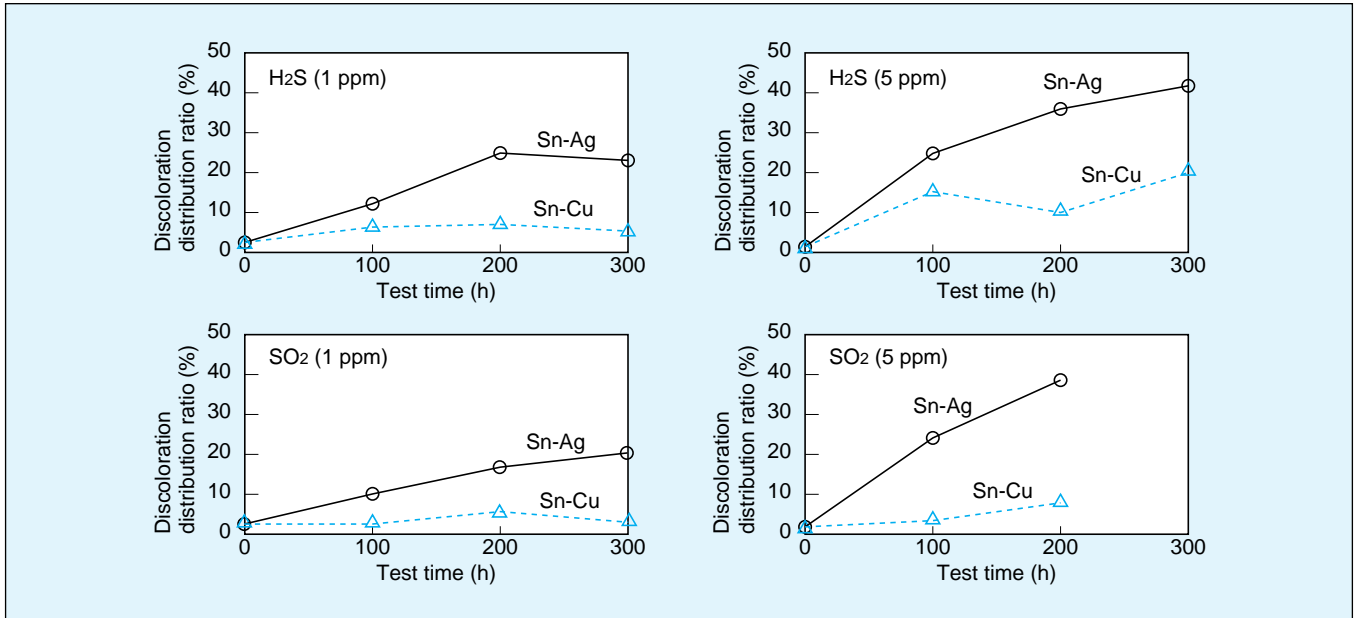 Discoloration
distribution ratio (%)
50
40
30
20
10
0
H2S (1 ppm)
Sn-Ag
Sn-Cu
0 100 200 300
Test time (h)
Discoloration
distribution ratio (%)
50
40
30
20
10
0
H2S (5 ppm)
Sn-Ag
Sn-Cu
0 100 200 300
Test time (h)
Discoloration
distribution ratio (%)
50
40
30
20
10
0
SO2 (1 ppm)
Sn-Ag
Sn-Cu
0 100 200 300
Test time (h)
Discoloration
distribution ratio (%)
50
40
30
20
10
0
SO2 (5 ppm)
Sn-Ag
Sn-Cu
0 100 200 300
Test time (h)